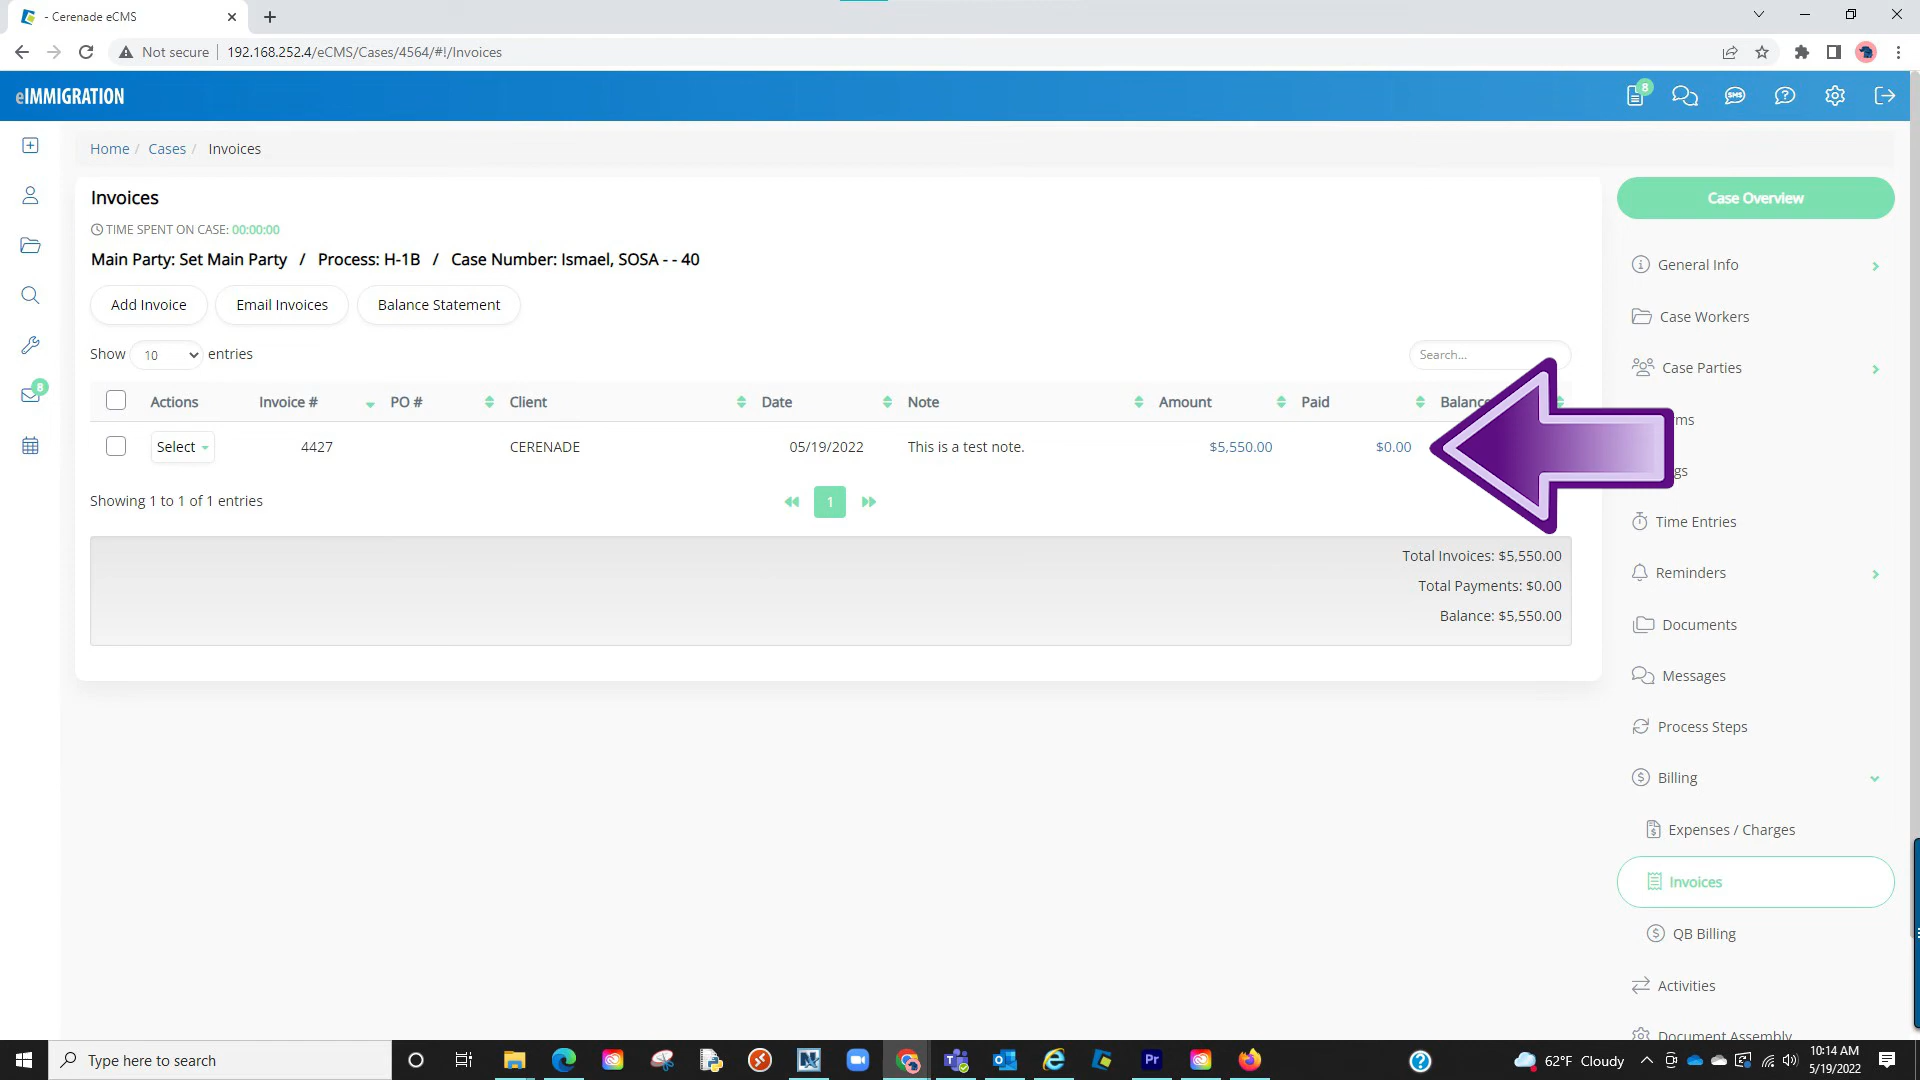 - Cerenade eCMS
Not secure
192.168.252.4/eCMS/Cases/4564/#!/Invoices
eIMMIGRATION
8
SMS
Home / Cases / Invoices
Invoices
TIME SPENT ON CASE: 00:00:00
Main Party: Set Main Party / Process: H-1B / Case Number: Ismael, SOSA - - 40
Add Invoice
Email Invoices
Balance Statement
Show 10 entries
Search...
Actions
Invoice #
PO #
Client
Date
Note
Amount
Paid
Select
4427
CERENADE
05/19/2022
This is a test note.
$5,550.00
$0.00
Showing 1 to 1 of 1 entries
1
Total Invoices: $5,550.00
Total Payments: $0.00
Balance: $5,550.00
8
Case Overview
General Info
Case Workers
Case Parties
Time Entries
Reminders
Documents
Messages
Process Steps
Billing
Expenses / Charges
Invoices
QB Billing
Activities
Document Assembly
Type here to search
Pr
62°F Cloudy
10:14 AM
5/19/2022